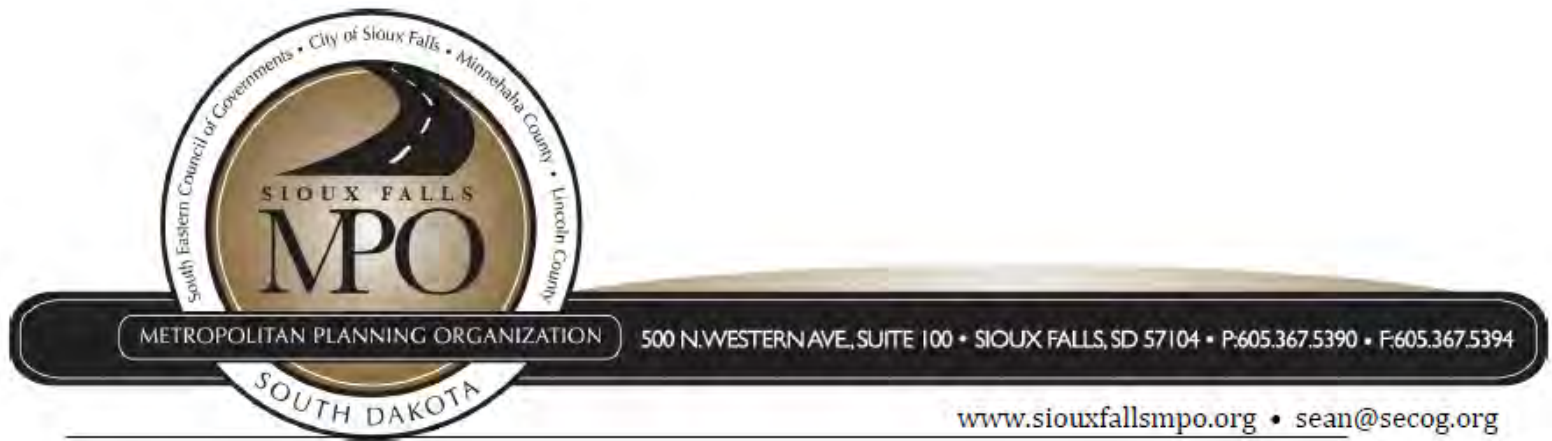 South Eastern Council of Governments • City of Sioux Falls • Minnehaha County • Lincoln County
SIOUX FALLS
MPO
METROPOLITAN PLANNING ORGANIZATION
500 N.WESTERN AVE., SUITE 100 • SIOUX FALLS, SD 57104 • P:605.367.5390 • F:605.367.5394
SOUTH DAKOTA
www.siouxfallsmpo.org • sean@secog.org